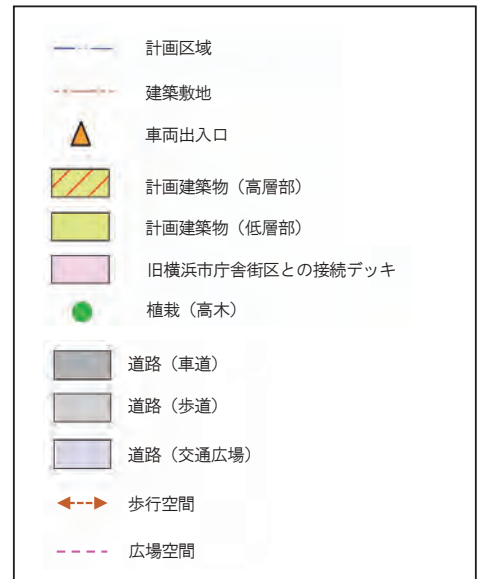 計画区域
建築敷地
車両出入口
計画建築物（高層部）
計画建築物（低層部）
旧横浜市庁舎街区との接続デッキ
植栽（高木）
道路（車道）
道路（歩道）
道路（交通広場）
歩行空間
広場空間